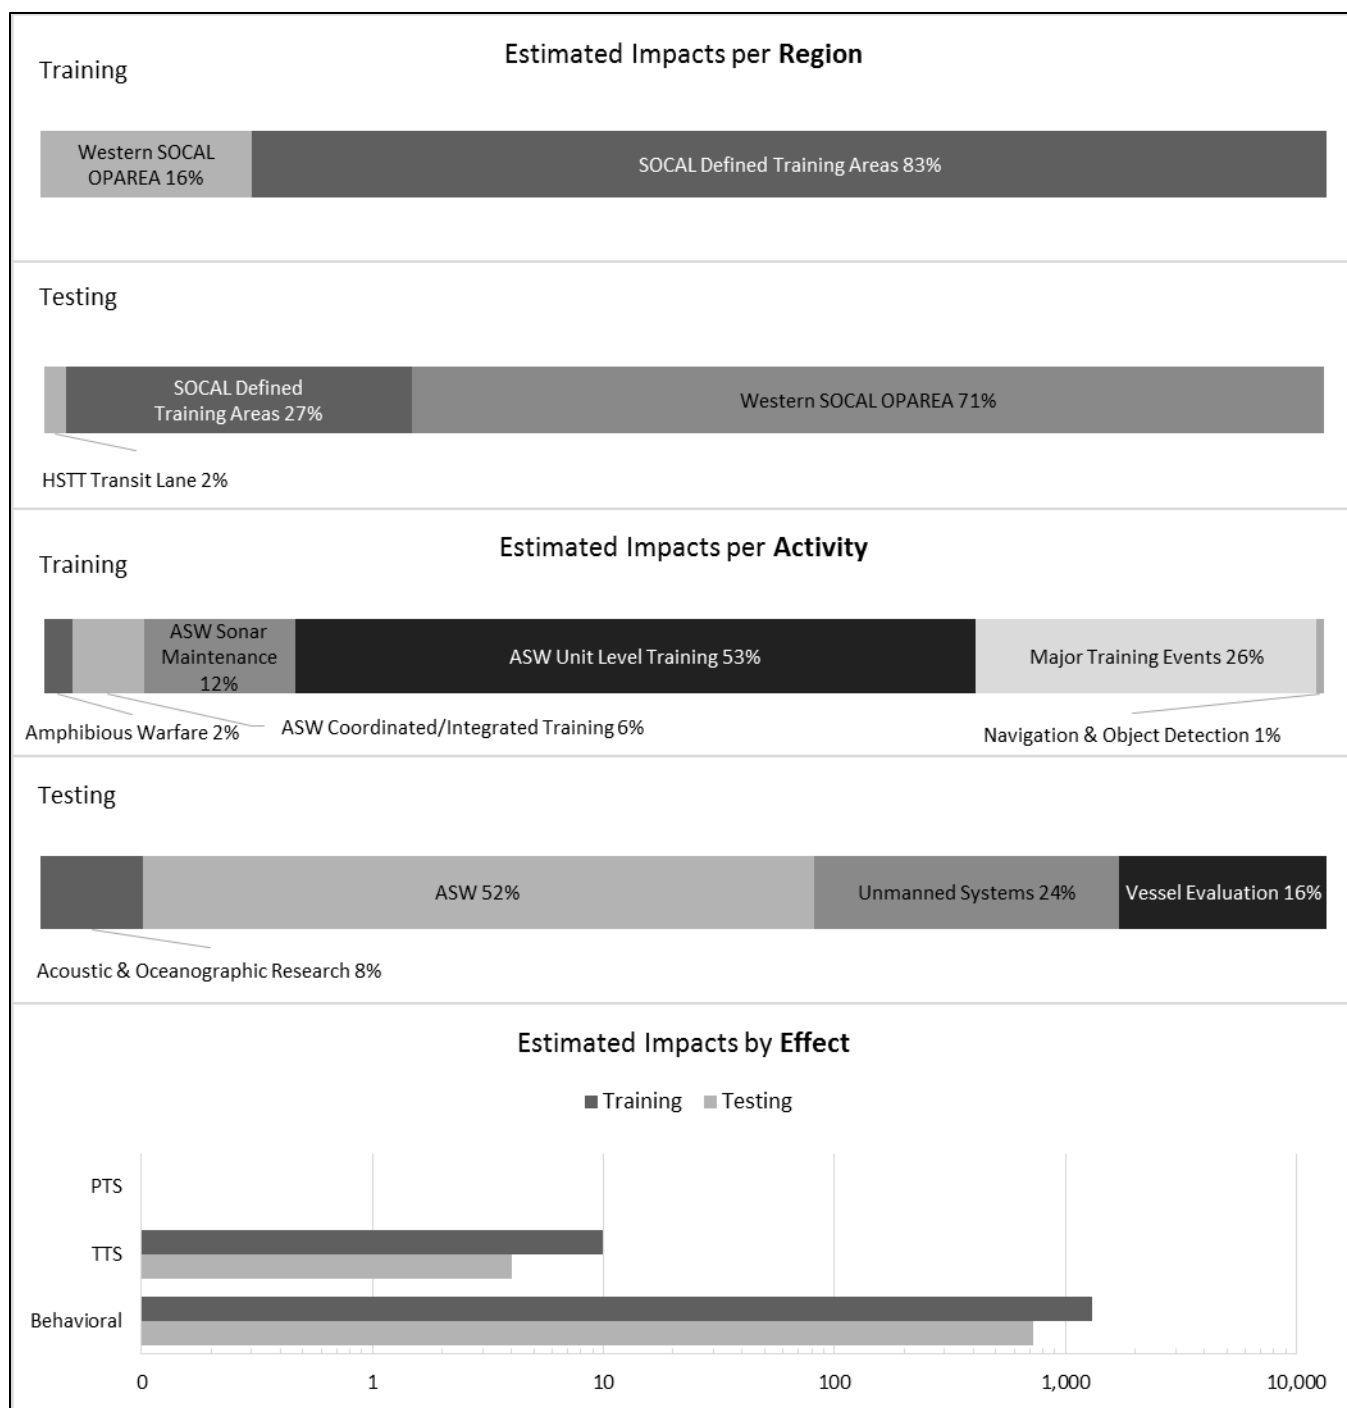 Estimated Impacts per Region
Training
Western SOCAL
OPAREA 16%
SOCAL Defined Training Areas 83%
Testing
SOCAL Defined
Training Areas 27%
Western SOCAL OPAREA 71%
HSTT Transit Lane 2%
Estimated Impacts per Activity
Training
ASW Sonar
Maintenance
12%
ASW Unit Level Training 53%
Major Training Events 26%
Amphibious Warfare 2%
ASW Coordinated/Integrated Training 6%
Navigation & Object Detection 1%
Testing
ASW 52%
Unmanned Systems 24%
Vessel Evaluation 16%
Acoustic & Oceanographic Research 8%
Estimated Impacts by Effect
Training Testing
PTS
TTS
Behavioral
0 1 10 100 1,000 10,000